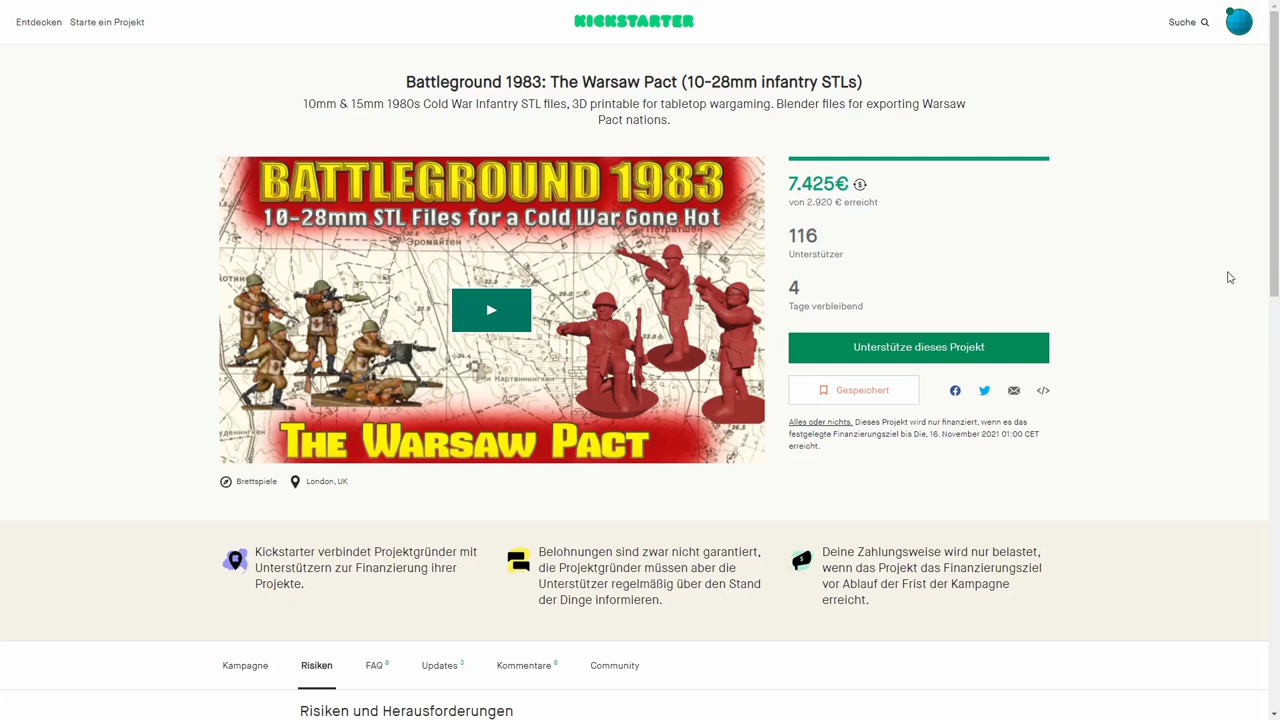 Entdecken Starte ein Projekt
KICKSTARTER
Suche
Battleground 1983: The Warsaw Pact (10-28mm infantry STLs)
10mm & 15mm 1980s Cold War Infantry STL files, 3D printable for tabletop wargaming. Blender files for exporting Warsaw
Pact nations.
BATTLEGROUND 1983
10-28mm STL Files for a Cold War Gone Hot
Эромайтен
33.9
Картеннинкен
THE WARSAW PACT
7.425€
von 2.920 € erreicht
116
Unterstützer
4
Tage verbleibend
Unterstütze dieses Projekt
Gespeichert
Alles oder nichts. Dieses Projekt wird nur finanziert, wenn es das
festgelegte Finanzierungsziel bis Die, 16. November 2021 01:00 CET
erreicht.
Brettspiele London, UK
Kickstarter verbindet Projektgründer mit
Unterstützern zur Finanzierung ihrer
Projekte.
Belohnungen sind zwar nicht garantiert,
die Projektgründer müssen aber die
Unterstützer regelmäßig über den Stand
der Dinge informieren.
Deine Zahlungsweise wird nur belastet,
wenn das Projekt das Finanzierungsziel
vor Ablauf der Frist der Kampagne
erreicht.
Kampagne Risiken FAQ 8 Updates 3 Kommentare 6 Community
Risiken und Herausforderungen